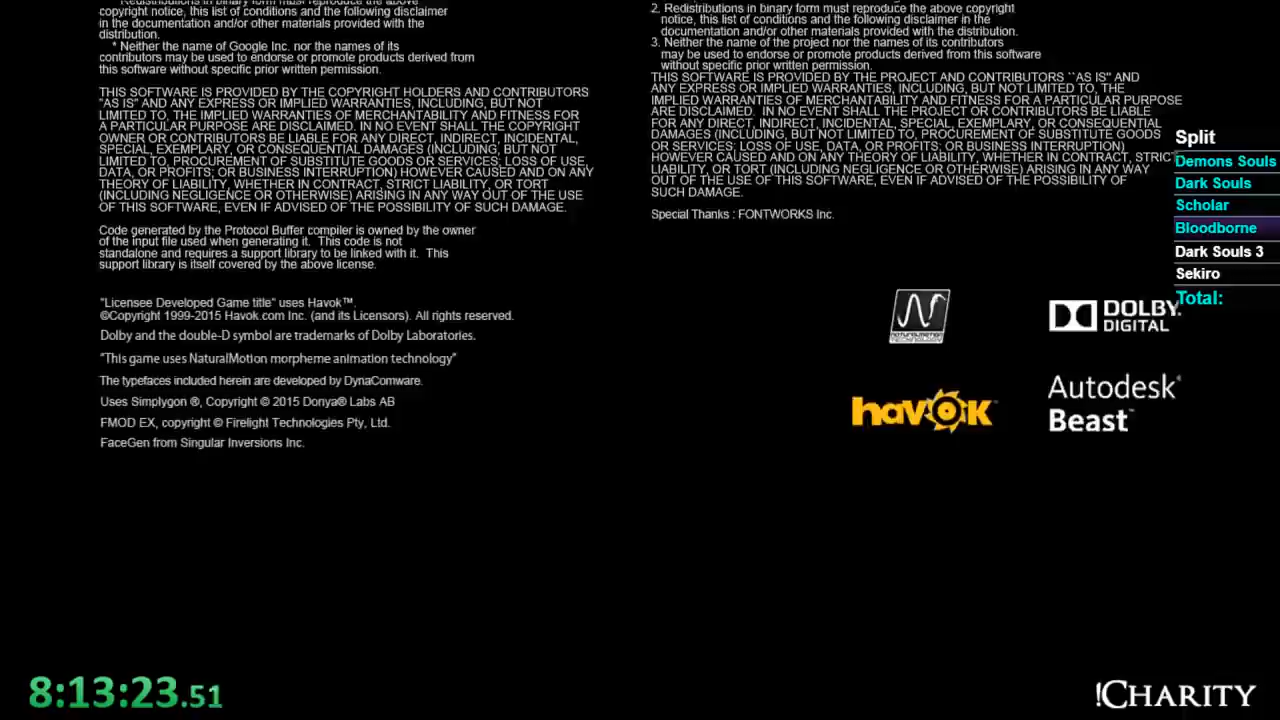 Redistributions in binary form must reproduce the above
copyright notice, this list of conditions and the following disclaimer
in the documentation and/or other materials provided with the
distribution.
* Neither the name of Google Inc. nor the names of its
contributors may be used to endorse or promote products derived from
this software without specific prior written permission.
THIS SOFTWARE IS PROVIDED BY THE COPYRIGHT HOLDERS AND CONTRIBUTORS
"AS IS" AND ANY EXPRESS OR IMPLIED WARRANTIES, INCLUDING, BUT NOT
LIMITED TO, THE IMPLIED WARRANTIES OF MERCHANTABILITY AND FITNESS FOR
A PARTICULAR PURPOSE ARE DISCLAIMED. IN NO EVENT SHALL THE COPYRIGHT
OWNER OR CONTRIBUTORS BE LIABLE FOR ANY DIRECT, INDIRECT, INCIDENTAL,
SPECIAL, EXEMPLARY, OR CONSEQUENTIAL DAMAGES (INCLUDING, BUT NOT
LIMITED TO, PROCUREMENT OF SUBSTITUTE GOODS OR SERVICES; LOSS OF USE,
DATA, OR PROFITS; OR BUSINESS INTERRUPTION) HOWEVER CAUSED AND ON ANY
THEORY OF LIABILITY, WHETHER IN CONTRACT, STRICT LIABILITY, OR TORT
(INCLUDING NEGLIGENCE OR OTHERWISE) ARISING IN ANY WAY OUT OF THE USE
OF THIS SOFTWARE, EVEN IF ADVISED OF THE POSSIBILITY OF SUCH DAMAGE.
Code generated by the Protocol Buffer compiler is owned by the owner
of the input file used when generating it. This code is not
standalone and requires a support library to be linked with it. This
support library is itself covered by the above license.
"Licensee Developed Game title" uses Havok™.
©Copyright 1999-2015 Havok.com Inc. (and its Licensors). All rights reserved.
Dolby and the double-D symbol are trademarks of Dolby Laboratories.
"This game uses NaturalMotion morpheme animation technology"
The typefaces included herein are developed by DynaComware.
Uses Simplygon ®, Copyright © 2015 Donya® Labs AB
FMOD EX, copyright © Firelight Technologies Pty, Ltd.
FaceGen from Singular Inversions Inc.
2. Redistributions in binary form must reproduce the above copyright
notice, this list of conditions and the following disclaimer in the
documentation and/or other materials provided with the distribution.
3. Neither the name of the project nor the names of its contributors
may be used to endorse or promote products derived from this software
without specific prior written permission.
THIS SOFTWARE IS PROVIDED BY THE PROJECT AND CONTRIBUTORS ``AS IS'' AND
ANY EXPRESS OR IMPLIED WARRANTIES, INCLUDING, BUT NOT LIMITED TO, THE
IMPLIED WARRANTIES OF MERCHANTABILITY AND FITNESS FOR A PARTICULAR PURPOSE
ARE DISCLAIMED. IN NO EVENT SHALL THE PROJECT OR CONTRIBUTORS BE LIABLE
FOR ANY DIRECT, INDIRECT, INCIDENTAL, SPECIAL, EXEMPLARY, OR CONSEQUENTIAL
DAMAGES (INCLUDING, BUT NOT LIMITED TO, PROCUREMENT OF SUBSTITUTE GOODS
OR SERVICES; LOSS OF USE, DATA, OR PROFITS; OR BUSINESS INTERRUPTION)
HOWEVER CAUSED AND ON ANY THEORY OF LIABILITY, WHETHER IN CONTRACT, STRICT
LIABILITY, OR TORT (INCLUDING NEGLIGENCE OR OTHERWISE) ARISING IN ANY WAY
OUT OF THE USE OF THIS SOFTWARE, EVEN IF ADVISED OF THE POSSIBILITY OF
SUCH DAMAGE.
Special Thanks : FONTWORKS Inc.
DOLBY.
DIGITAL
havok™
Autodesk®
Beast™
Split
Demons Souls
Dark Souls
Scholar
Bloodborne
Dark Souls 3
Sekiro
Total:
8:13:23.51
!CHARITY